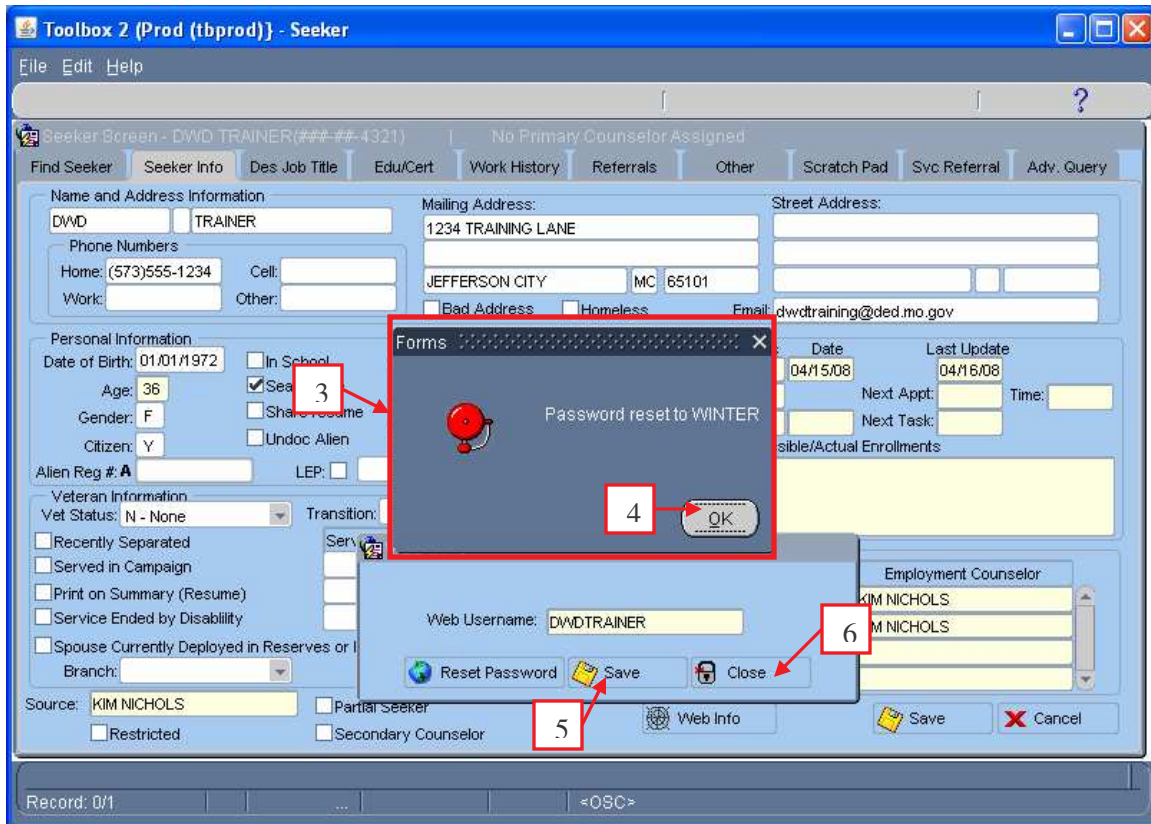 Toolbox 2 (Prod (tbprod)} - Seeker
File Edit Help
?
Seeker Screen - DWD TRAINER(###-##-4321) No Primary Counselor Assigned
Find Seeker Seeker Info Des Job Title Edu/Cert Work History Referrals Other Scratch Pad Svc Referral Adv. Query
Name and Address Information
DWD TRAINER
Phone Numbers
Home: (573)555-1234 Cell:
Work: Other:
Mailing Address:
1234 TRAINING LANE
JEFFERSON CITY MC 65101
Bad Address Homeless
Street Address:
Email: dwdtraining@ded.mo.gov
Personal Information
Date of Birth: 01/01/1972 In School
Age: 36 Sea
Gender: F Share resume
Citizen: Y Undoc Alien
Alien Reg #: A LEP:
Date Last Update
04/15/08 04/16/08
Next Appt: Time:
Next Task:
sible/Actual Enrollments
Forms
Password reset to WINTER
OK
3
4
Veteran Information
Vet Status: N - None Transition:
Recently Separated Serv
Served in Campaign
Print on Summary (Resume)
Service Ended by Disablility
Spouse Currently Deployed in Reserves or
Branch:
Web Username: DWDTRAINER
Reset Password Save Close
5
6
Employment Counselor
KIM NICHOLS
M NICHOLS
Source: KIM NICHOLS Partial Seeker
Restricted Secondary Counselor
Web Info Save Cancel
Record: 0/1 ... <OSC>